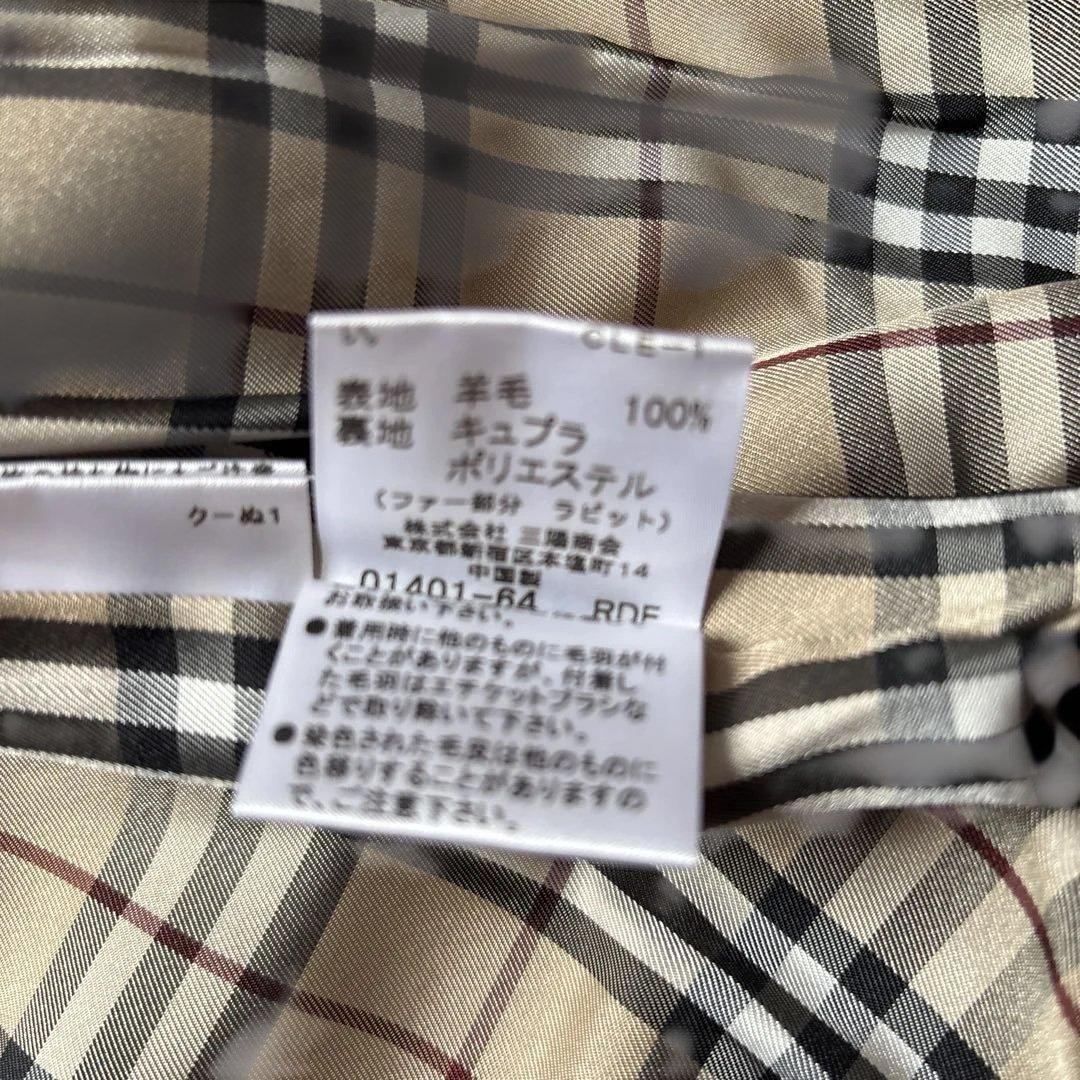 表地 羊毛 100%
裏地 キュプラ
ポリエステル
(ファー部分 ラビット)
株式会社 三陽商会
東京都新宿区本塩町14
中国製
01401-64 RDF
お取扱い下さい。
●着用時に他のものに毛羽が付
くことがありますが、付着し
た毛羽はエチケットブラシな
どで取り除いて下さい。
●染色された毛皮は他のものに
色移りすることがありますの
で、ご注意下さい。
クーぬ1